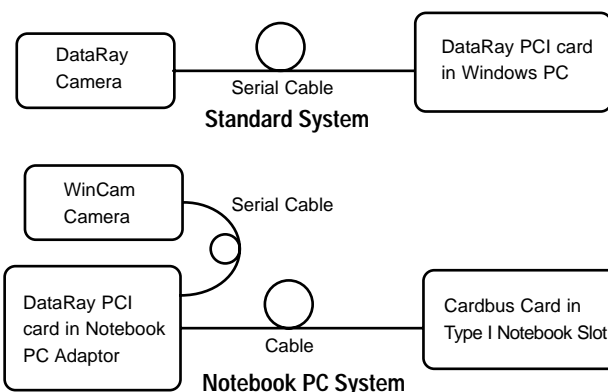 DataRay
Camera
Serial Cable
DataRay PCI card
in Windows PC
Standard System
WinCam
Camera
Serial Cable
DataRay PCI
card in Notebook
PC Adaptor
Cable
Cardbus Card in
Type I Notebook Slot
Notebook PC System